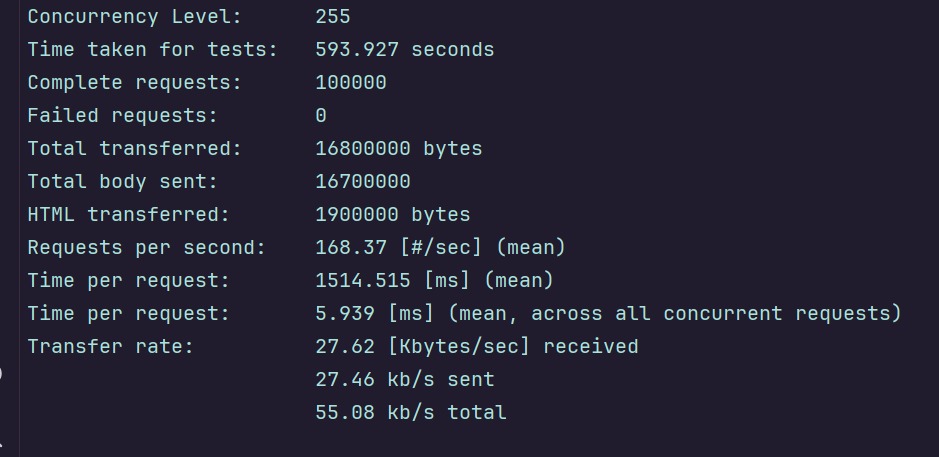 Concurrency Level:      255
Time taken for tests:   593.927 seconds
Complete requests:      100000
Failed requests:        0
Total transferred:      16800000 bytes
Total body sent:        16700000
HTML transferred:       1900000 bytes
Requests per second:    168.37 [#/sec] (mean)
Time per request:       1514.515 [ms] (mean)
Time per request:       5.939 [ms] (mean, across all concurrent requests)
Transfer rate:          27.62 [Kbytes/sec] received
                        27.46 kb/s sent
                        55.08 kb/s total